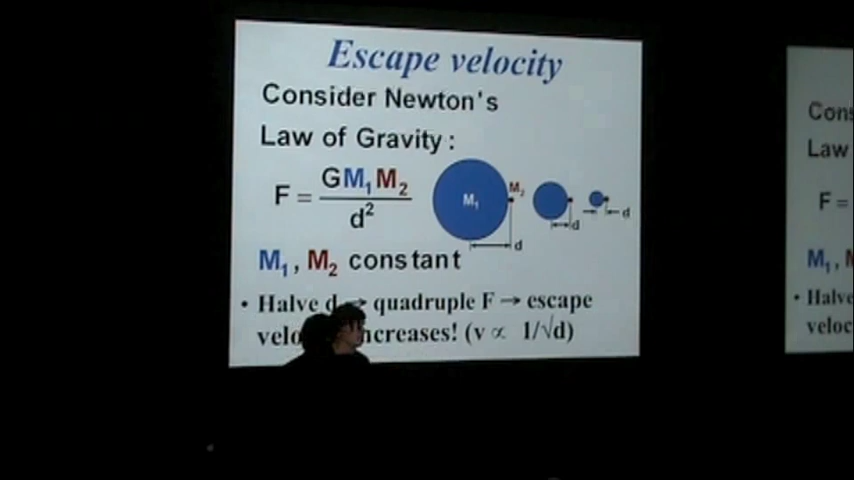 Escape velocity
Consider Newton's
Law of Gravity :
F = GM₁M₂ / d²
M₁ M₂ d d d
M₁ , M₂ constant
• Halve d → quadruple F → escape
velo ncreases! (v ∝ 1/√d)
Cons
Law
F =
M₁ ,
• Halve
veloc